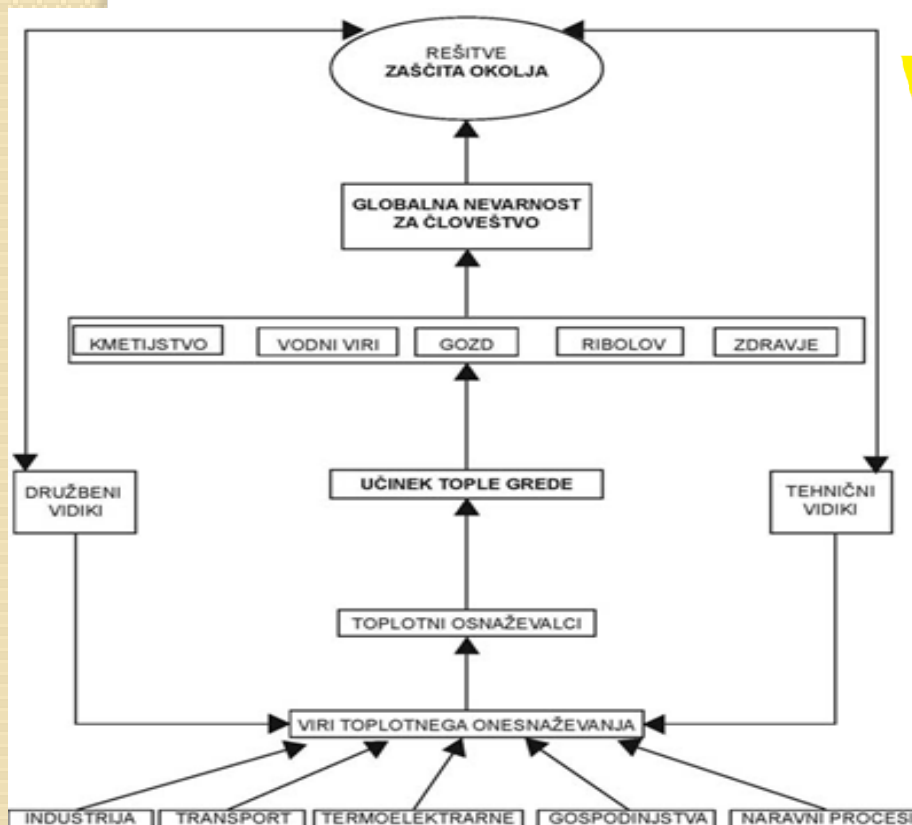 REŠITVE
ZAŠČITA OKOLJA
GLOBALNA NEVARNOST
ZA ČLOVEŠTVO
KMETIJSTVO
VODNI VIRI
GOZD
RIBOLOV
ZDRAVJE
UČINEK TOPLE GREDE
DRUŽBENI
VIDIKI
TEHNIČNI
VIDIKI
TOPLOTNI OSNAŽEVALCI
VIRI TOPLOTNEGA ONESNAŽEVANJA
INDUSTRIJA
TRANSPORT
TERMOELEKTRARNE
GOSPODINJSTVA
NARAVNI PROCESI